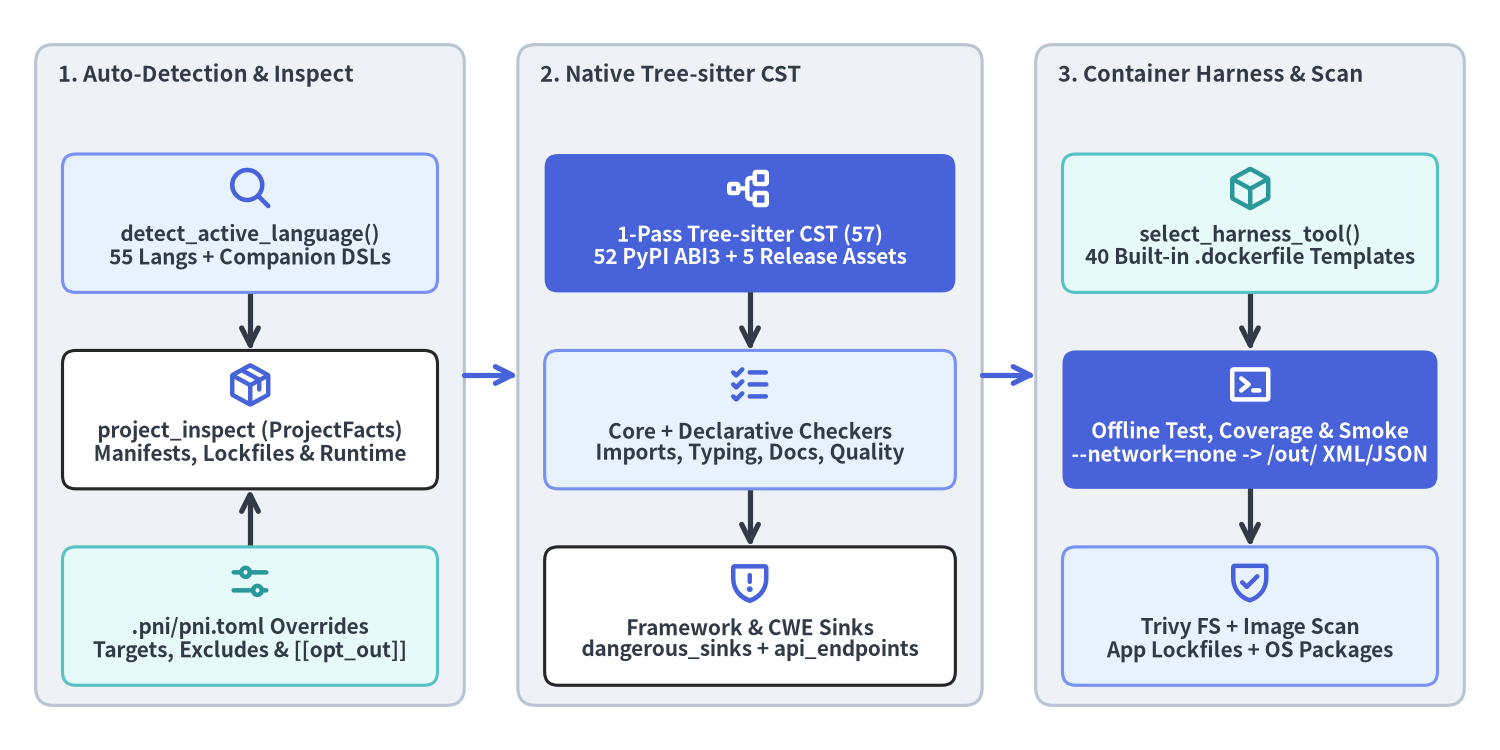 1. Auto-Detection & Inspect
detect_active_language()
55 Langs + Companion DSLs
project_inspect (ProjectFacts)
Manifests, Lockfiles & Runtime
.pni/pni.toml Overrides
Targets, Excludes & [[opt_out]]
2. Native Tree-sitter CST
1-Pass Tree-sitter CST (57)
52 PyPI ABI3 + 5 Release Assets
Core + Declarative Checkers
Imports, Typing, Docs, Quality
Framework & CWE Sinks
dangerous_sinks + api_endpoints
3. Container Harness & Scan
select_harness_tool()
40 Built-in .dockerfile Templates
Offline Test, Coverage & Smoke
--network=none -> /out/ XML/JSON
Trivy FS + Image Scan
App Lockfiles + OS Packages